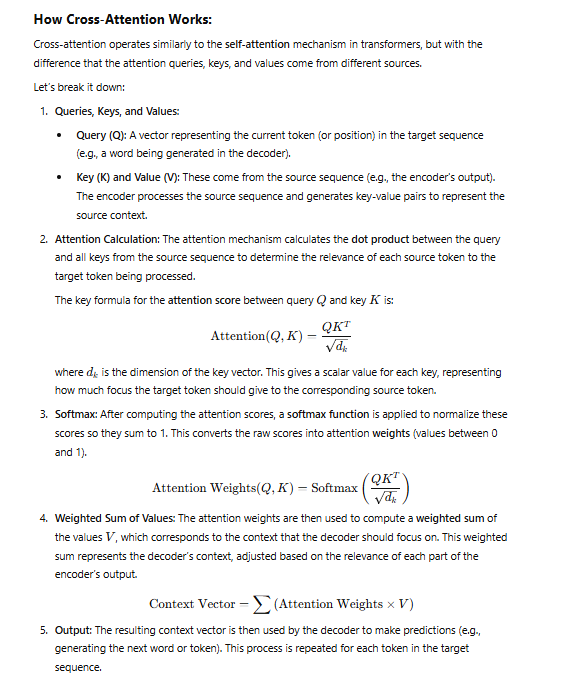 How Cross-Attention Works:
Cross-attention operates similarly to the self-attention mechanism in transformers, but with the
difference that the attention queries, keys, and values come from different sources.
Let's break it down:
1. Queries, Keys, and Values:
• Query (Q): A vector representing the current token (or position) in the target sequence
(e.g., a word being generated in the decoder).
• Key (K) and Value (V): These come from the source sequence (e.g., the encoder's output).
The encoder processes the source sequence and generates key-value pairs to represent the
source context.
2. Attention Calculation: The attention mechanism calculates the dot product between the query
and all keys from the source sequence to determine the relevance of each source token to the
target token being processed.
The key formula for the attention score between query Q and key K is:
Attention(Q, K) = QK^T / √d_k
where d_k is the dimension of the key vector. This gives a scalar value for each key, representing
how much focus the target token should give to the corresponding source token.
3. Softmax: After computing the attention scores, a softmax function is applied to normalize these
scores so they sum to 1. This converts the raw scores into attention weights (values between 0
and 1).
Attention Weights(Q, K) = Softmax (QK^T / √d_k)
4. Weighted Sum of Values: The attention weights are then used to compute a weighted sum of
the values V, which corresponds to the context that the decoder should focus on. This weighted
sum represents the decoder's context, adjusted based on the relevance of each part of the
encoder's output.
Context Vector = ∑ (Attention Weights × V)
5. Output: The resulting context vector is then used by the decoder to make predictions (e.g.,
generating the next word or token). This process is repeated for each token in the target
sequence.